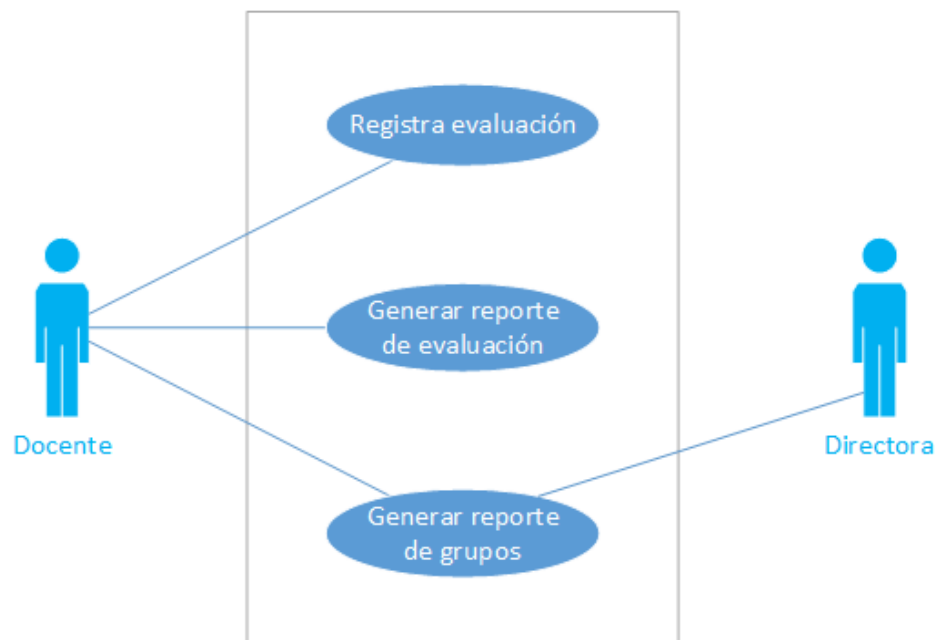 Registra evaluación
Generar reporte
de evaluación
Docente
Directora
Generar reporte
de grupos